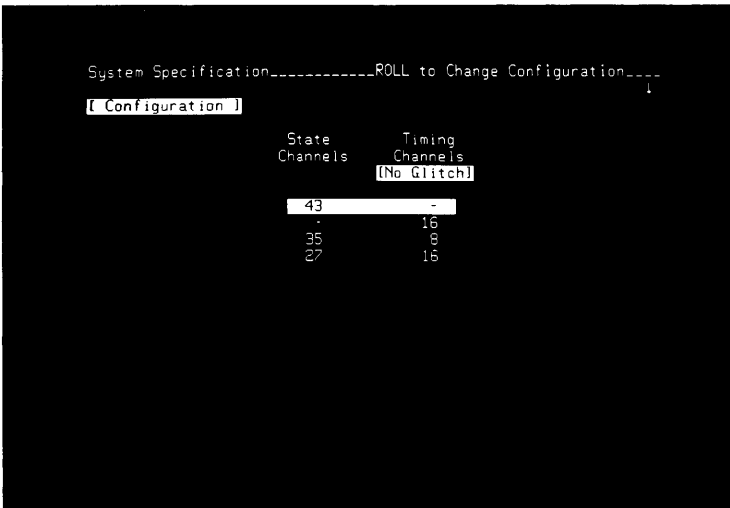 System Specification____________ROLL to Change Configuration____
↓
[ Configuration ]
State Timing
Channels Channels
[No Glitch]
43 -
- 16
35 8
27 16